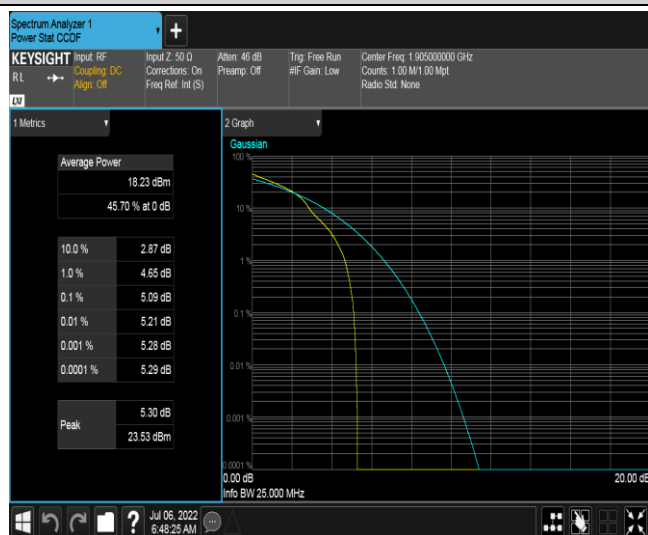 Spectrum Analyzer 1
Power Stat CCDF
+
KEYSIGHT
RL
LXI
Input: RF
Coupling: DC
Align: Off
Input Z: 50 Ω
Corrections: On
Freq Ref: Int (S)
Atten: 46 dB
Preamp: Off
Trig: Free Run
#IF Gain: Low
Center Freq: 1.905000000 GHz
Counts: 1.00 M/1.00 Mpt
Radio Std: None
1 Metrics
Average Power
18.23 dBm
45.70 % at 0 dB
10.0 % 2.87 dB
1.0 % 4.65 dB
0.1 % 5.09 dB
0.01 % 5.21 dB
0.001 % 5.28 dB
0.0001 % 5.29 dB
Peak
5.30 dB
23.53 dBm
2 Graph
Gaussian
100 %
10 %
1 %
0.1 %
0.01 %
0.001 %
0.0001 %
0.00 dB 20.00 dB
Info BW 25.000 MHz
?
Jul 06, 2022
6:48:25 AM